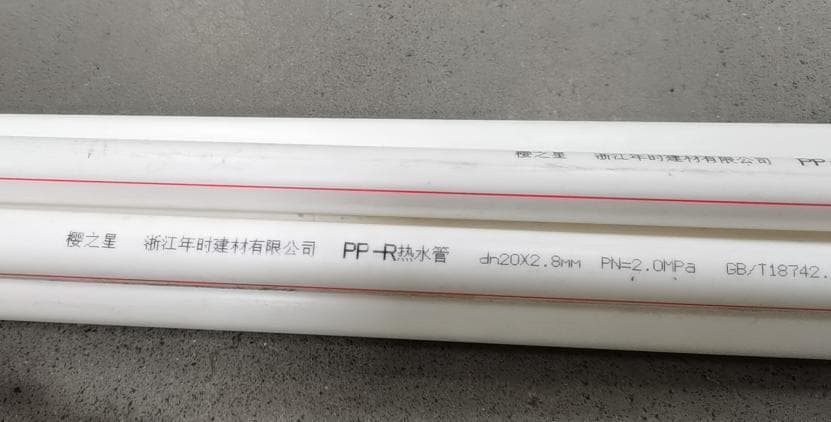 樱之星 浙江年时建材有限公司 PP
樱之星 浙江年时建材有限公司 PP-R热水管 dn20X2.8mm PN=2.0MPa GB/T18742.